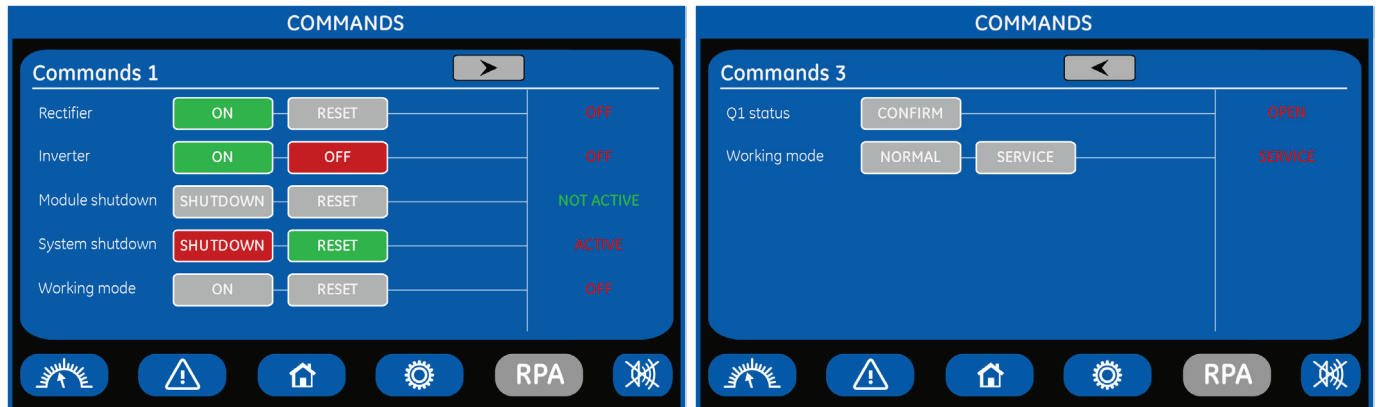 COMMANDS
Commands 1
Rectifier ON RESET OFF
Inverter ON OFF OFF
Module shutdown SHUTDOWN RESET NOT ACTIVE
System shutdown SHUTDOWN RESET ACTIVE
Working mode ON RESET OFF
RPA
COMMANDS
Commands 3
Q1 status CONFIRM OPEN
Working mode NORMAL SERVICE SERVICE
RPA